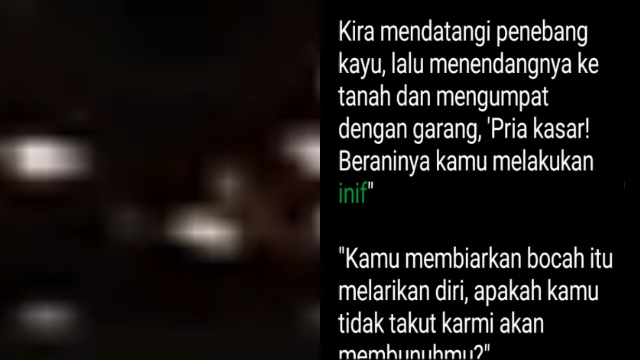 Kira mendatangi penebang
kayu, lalu menendangnya ke
tanah dan mengumpat
dengan garang, 'Pria kasar!
Beraninya kamu melakukan
inif"
"Kamu membiarkan bocah itu
melarikan diri, apakah kamu
tidak takut karmi akan
membunuhmu?"